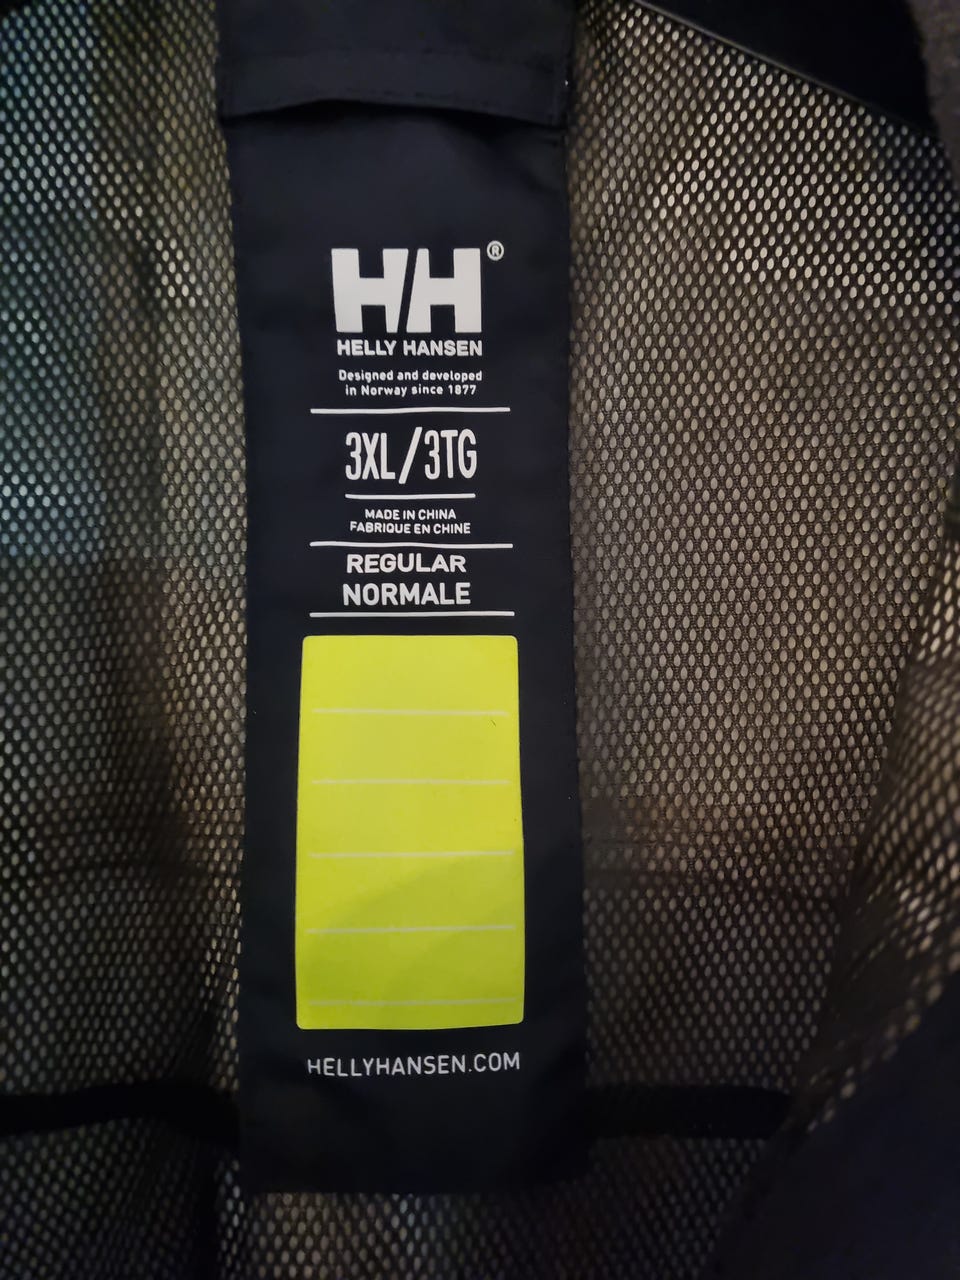 HH®
HELLY HANSEN
Designed and developed
in Norway since 1877
3XL/3TG
MADE IN CHINA
FABRIQUE EN CHINE
REGULAR
NORMALE
HELLYHANSEN.COM